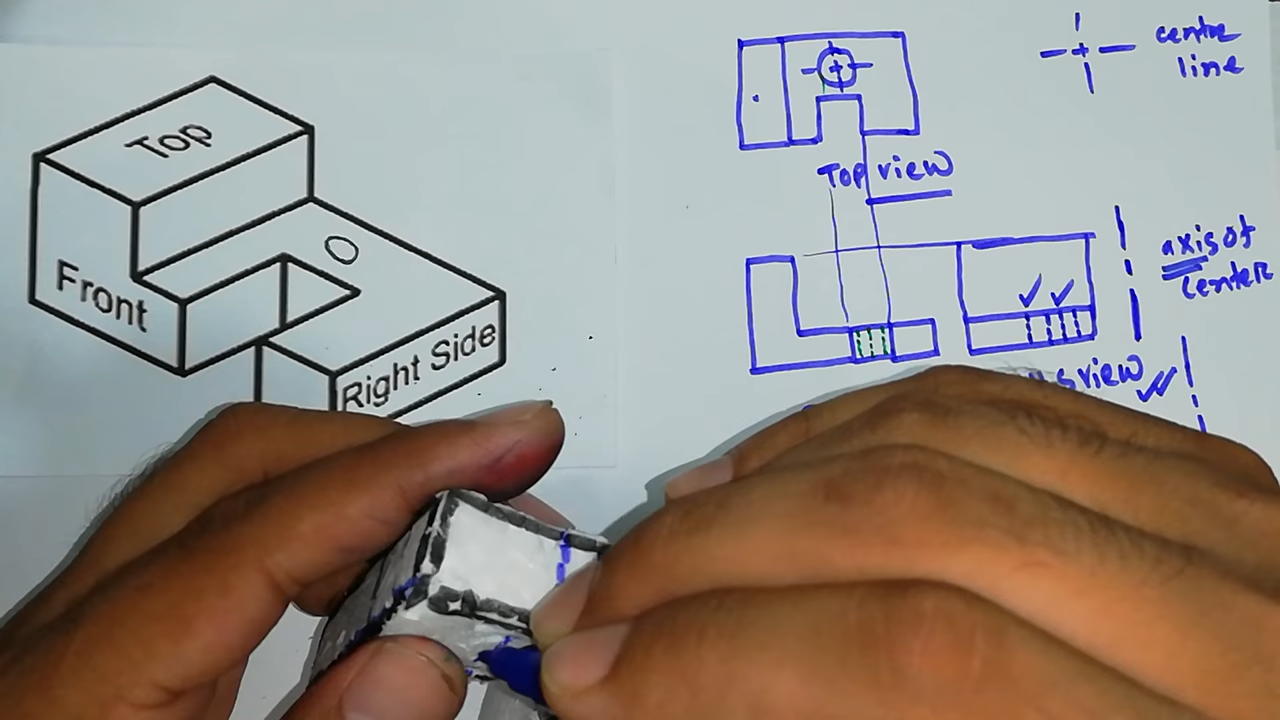 Top
Front
Right Side
Top view
centre
line
axis of
center
view